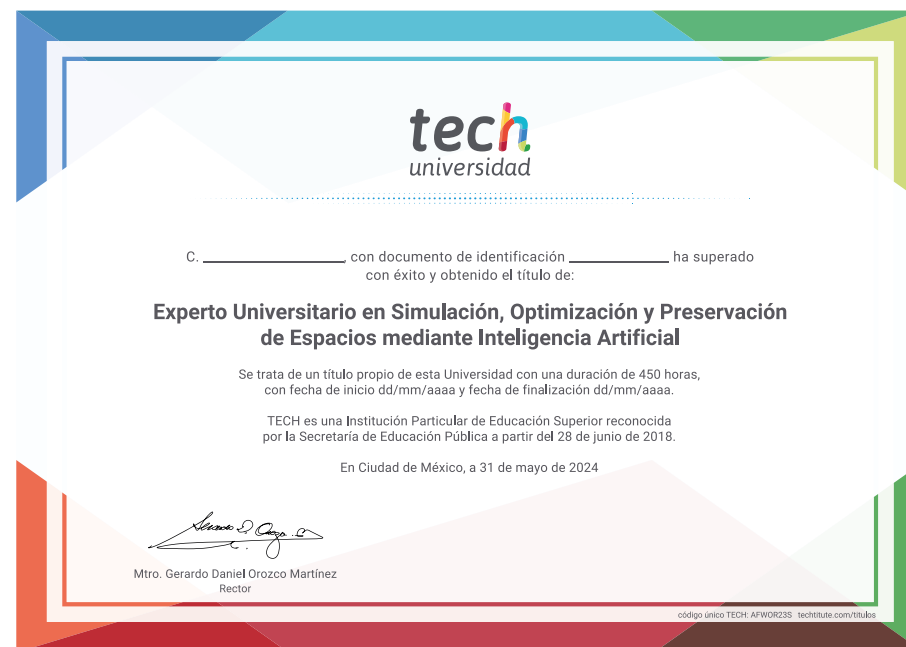 tech
universidad
C. ____________, con documento de identificación ____________ ha superado
con éxito y obtenido el título de:
Experto Universitario en Simulación, Optimización y Preservación
de Espacios mediante Inteligencia Artificial
Se trata de un título propio de esta Universidad con una duración de 450 horas,
con fecha de inicio dd/mm/aaaa y fecha de finalización dd/mm/aaaa.
TECH es una Institución Particular de Educación Superior reconocida
por la Secretaría de Educación Pública a partir del 28 de junio de 2018.
En Ciudad de México, a 31 de mayo de 2024
Mtro. Gerardo Daniel Orozco Martínez
Rector
código único TECH: AFWOR23S techtitute.com/titulos